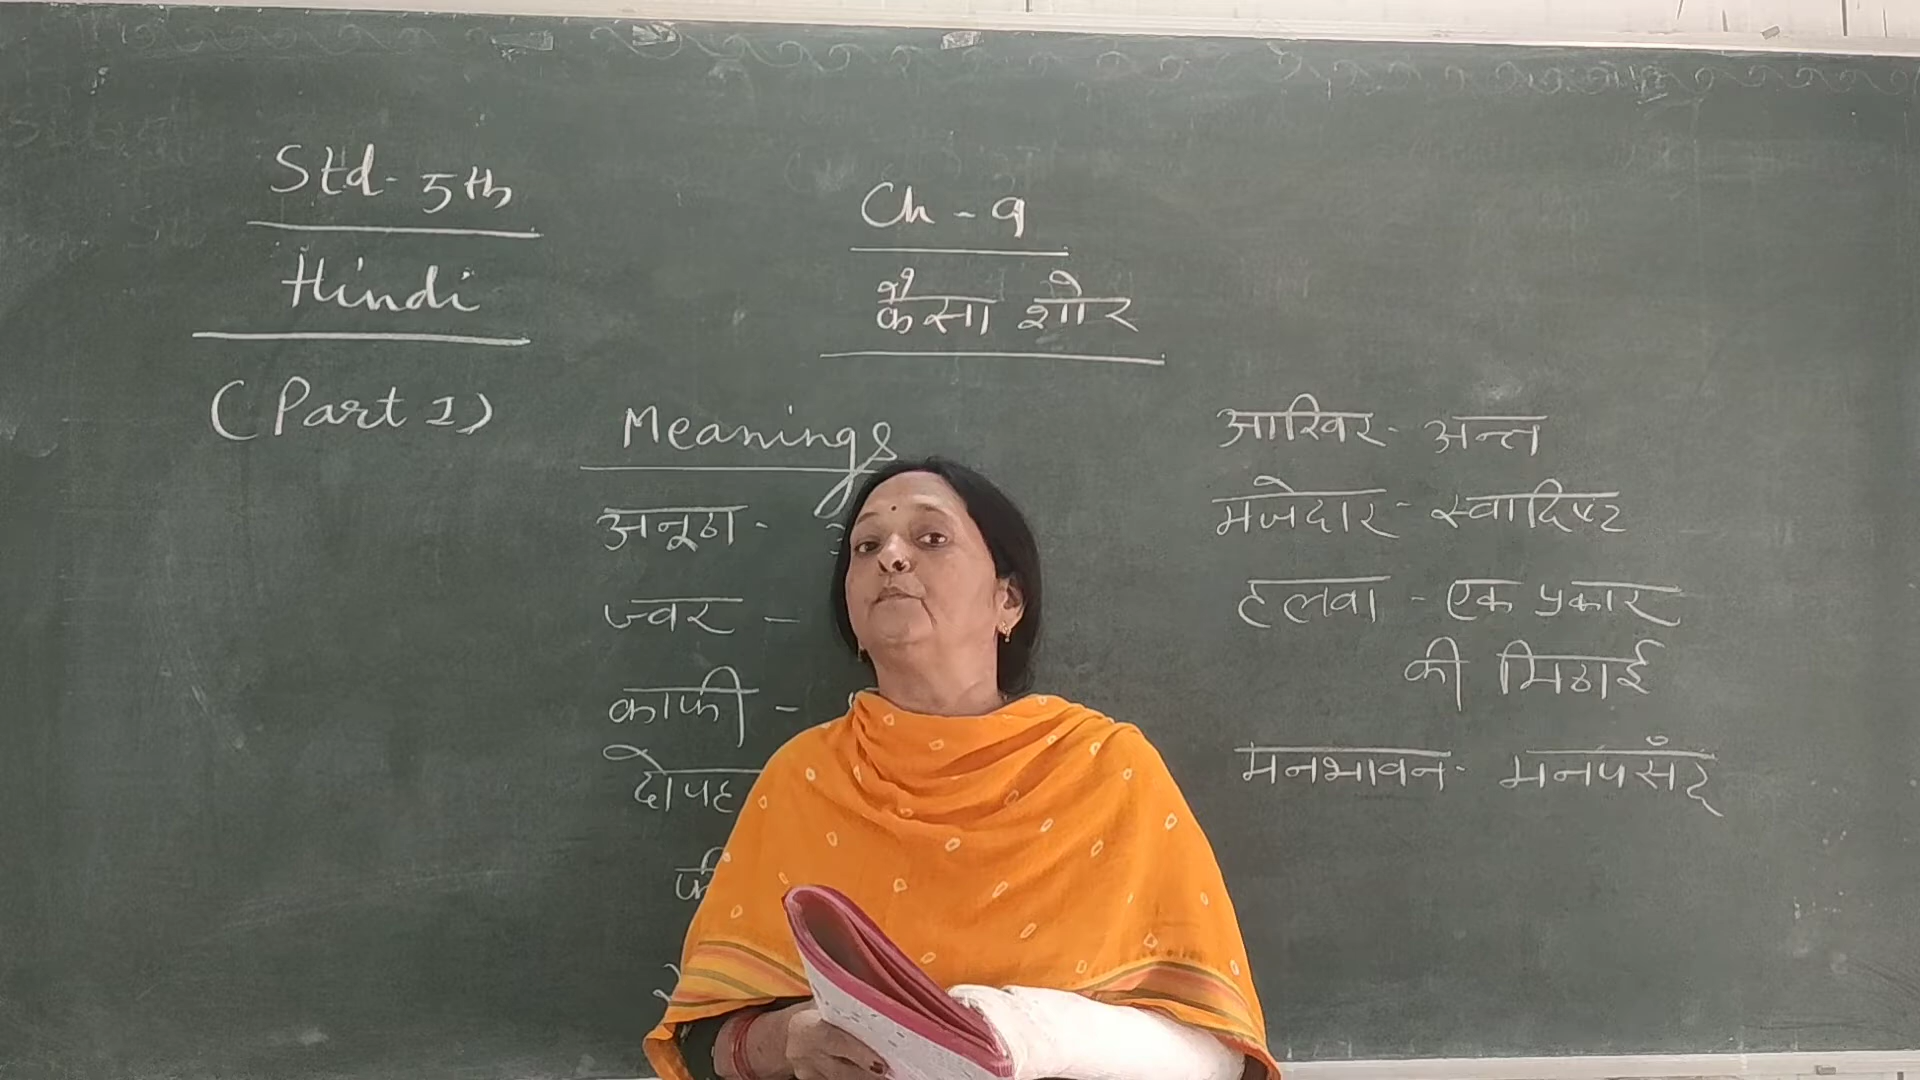 Std- 5th
Hindi
(Part 1)
Ch - 9
कैसा शोर
Meanings
अनूठा -
ज्वर -
काफी -
आखिर - अन्त
मजेदार - स्वादिष्ट
हलवा - एक प्रकार
की मिठाई
मनभावन - मनपसँद